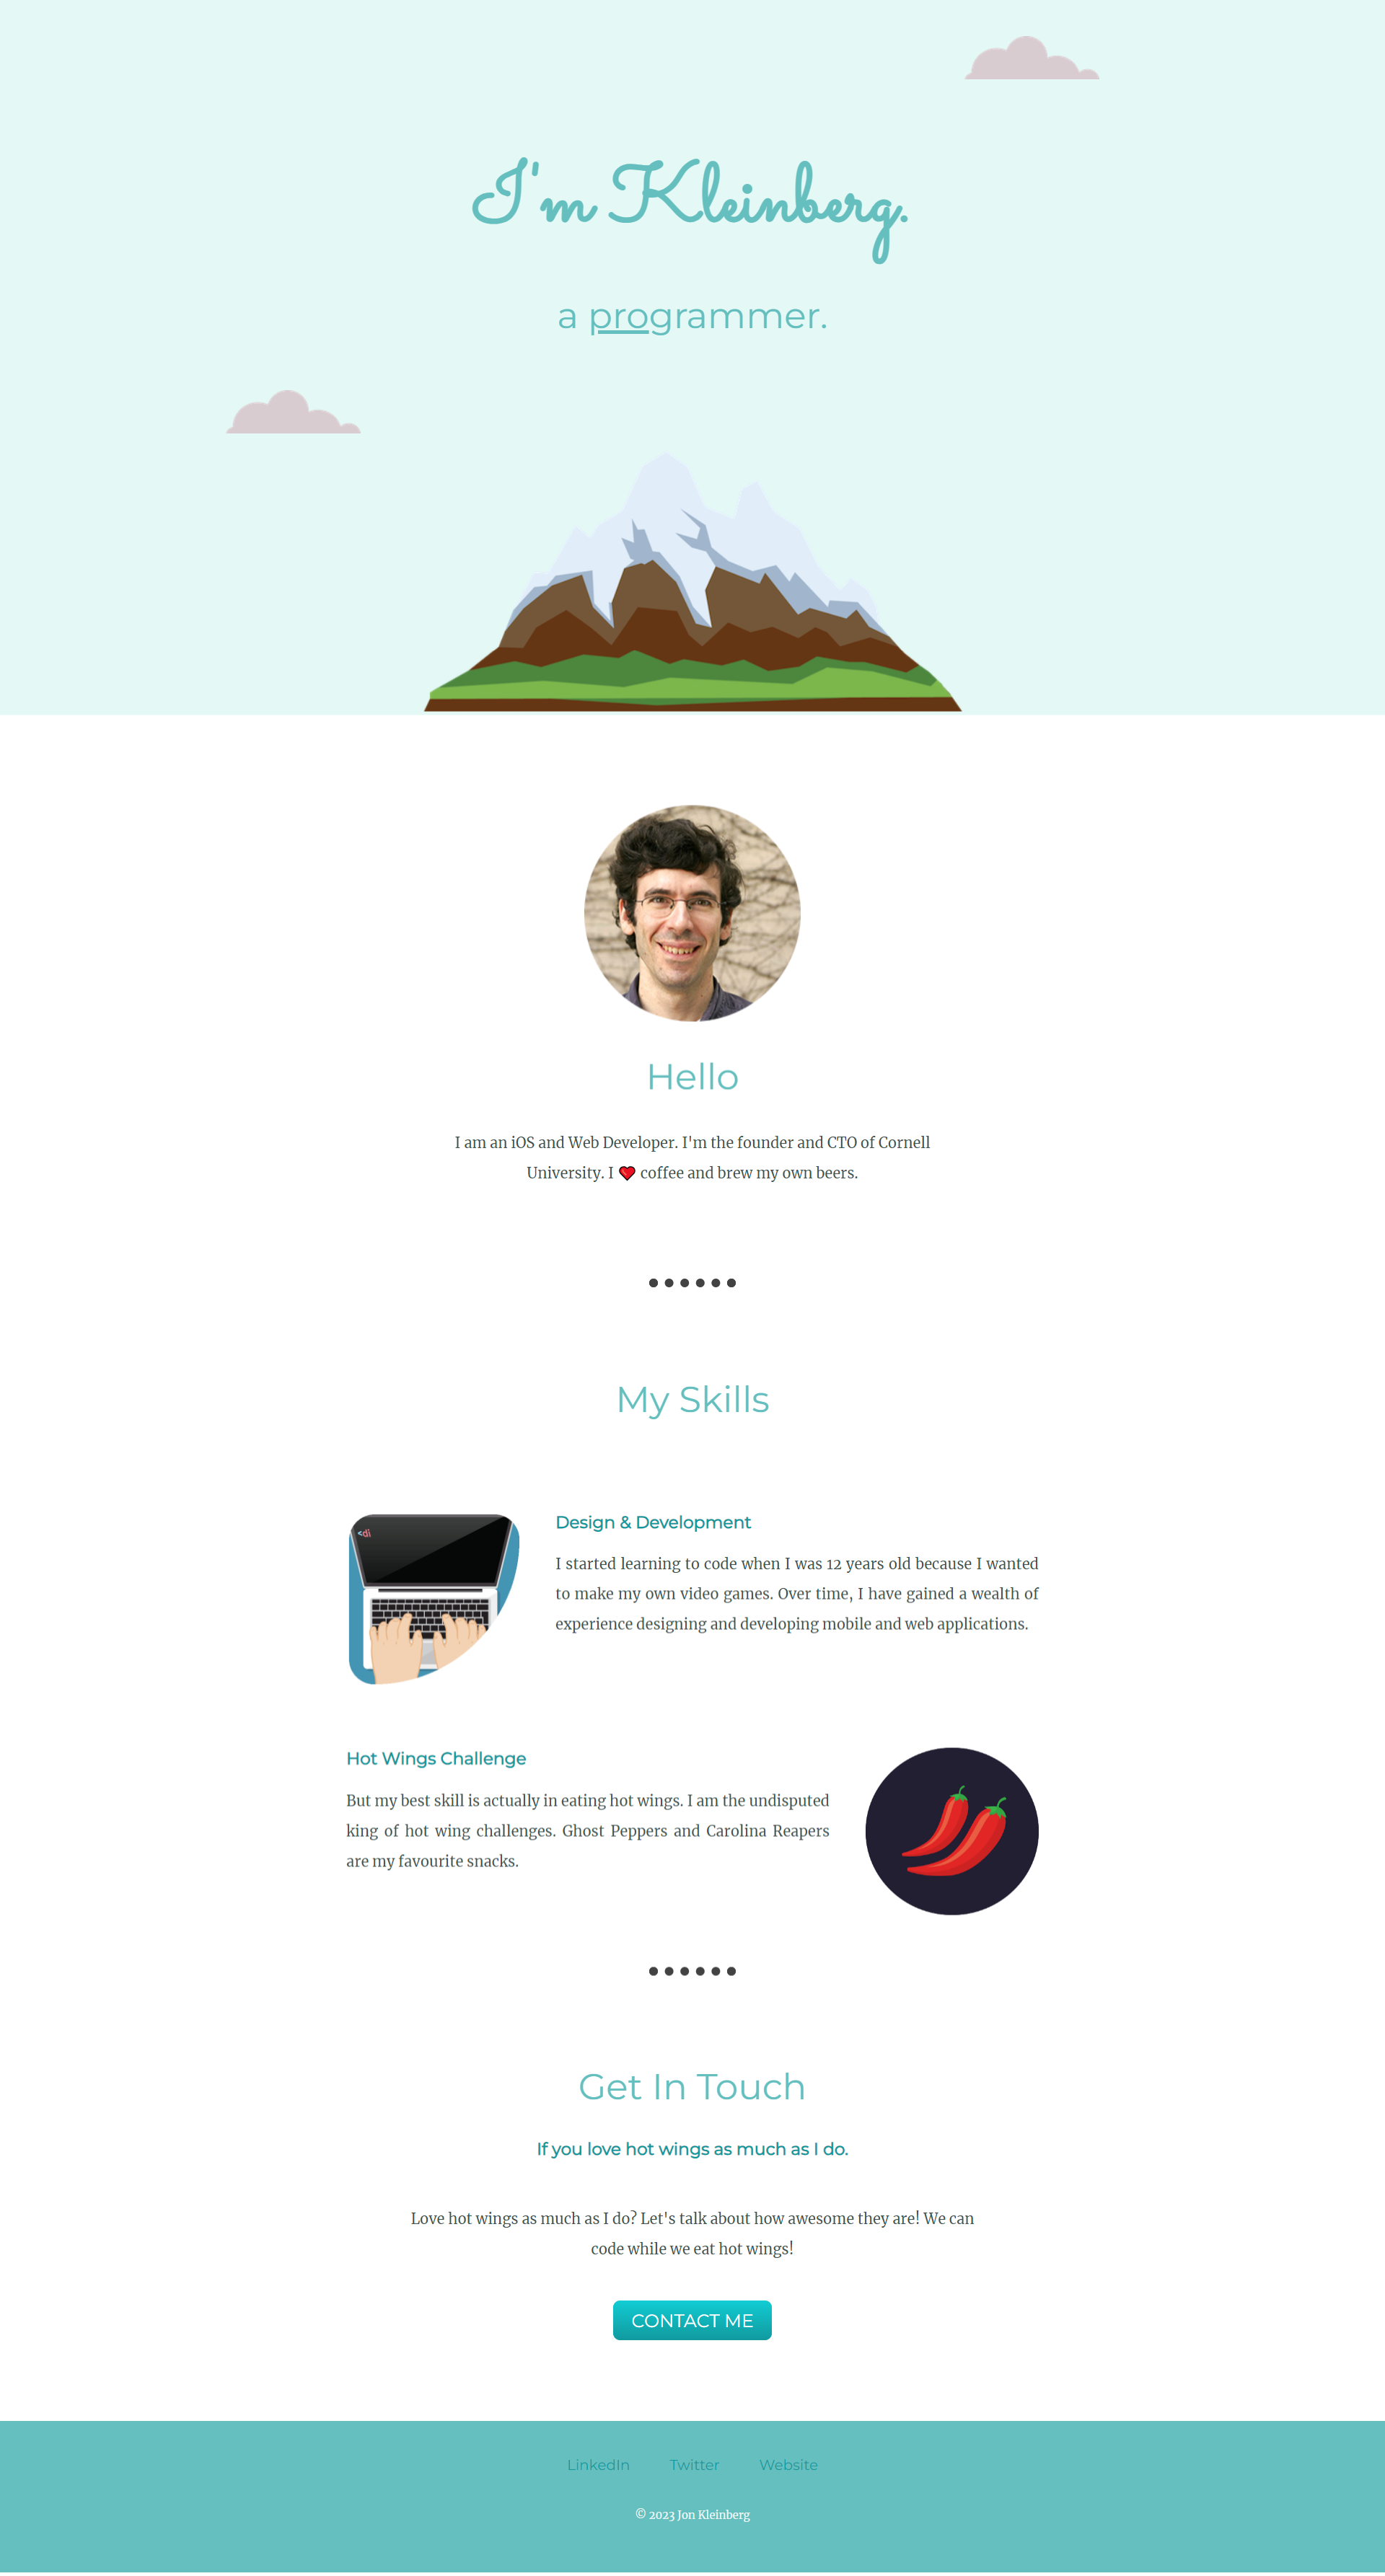 I'm Kleinberg.
a programmer.
Hello
I am an iOS and Web Developer. I'm the founder and CTO of Cornell
University. I ❤ coffee and brew my own beers.
My Skills
<di
Design & Development
I started learning to code when I was 12 years old because I wanted
to make my own video games. Over time, I have gained a wealth of
experience designing and developing mobile and web applications.
Hot Wings Challenge
But my best skill is actually in eating hot wings. I am the undisputed
king of hot wing challenges. Ghost Peppers and Carolina Reapers
are my favourite snacks.
Get In Touch
If you love hot wings as much as I do.
Love hot wings as much as I do? Let's talk about how awesome they are! We can
code while we eat hot wings!
CONTACT ME
LinkedIn Twitter Website
© 2023 Jon Kleinberg